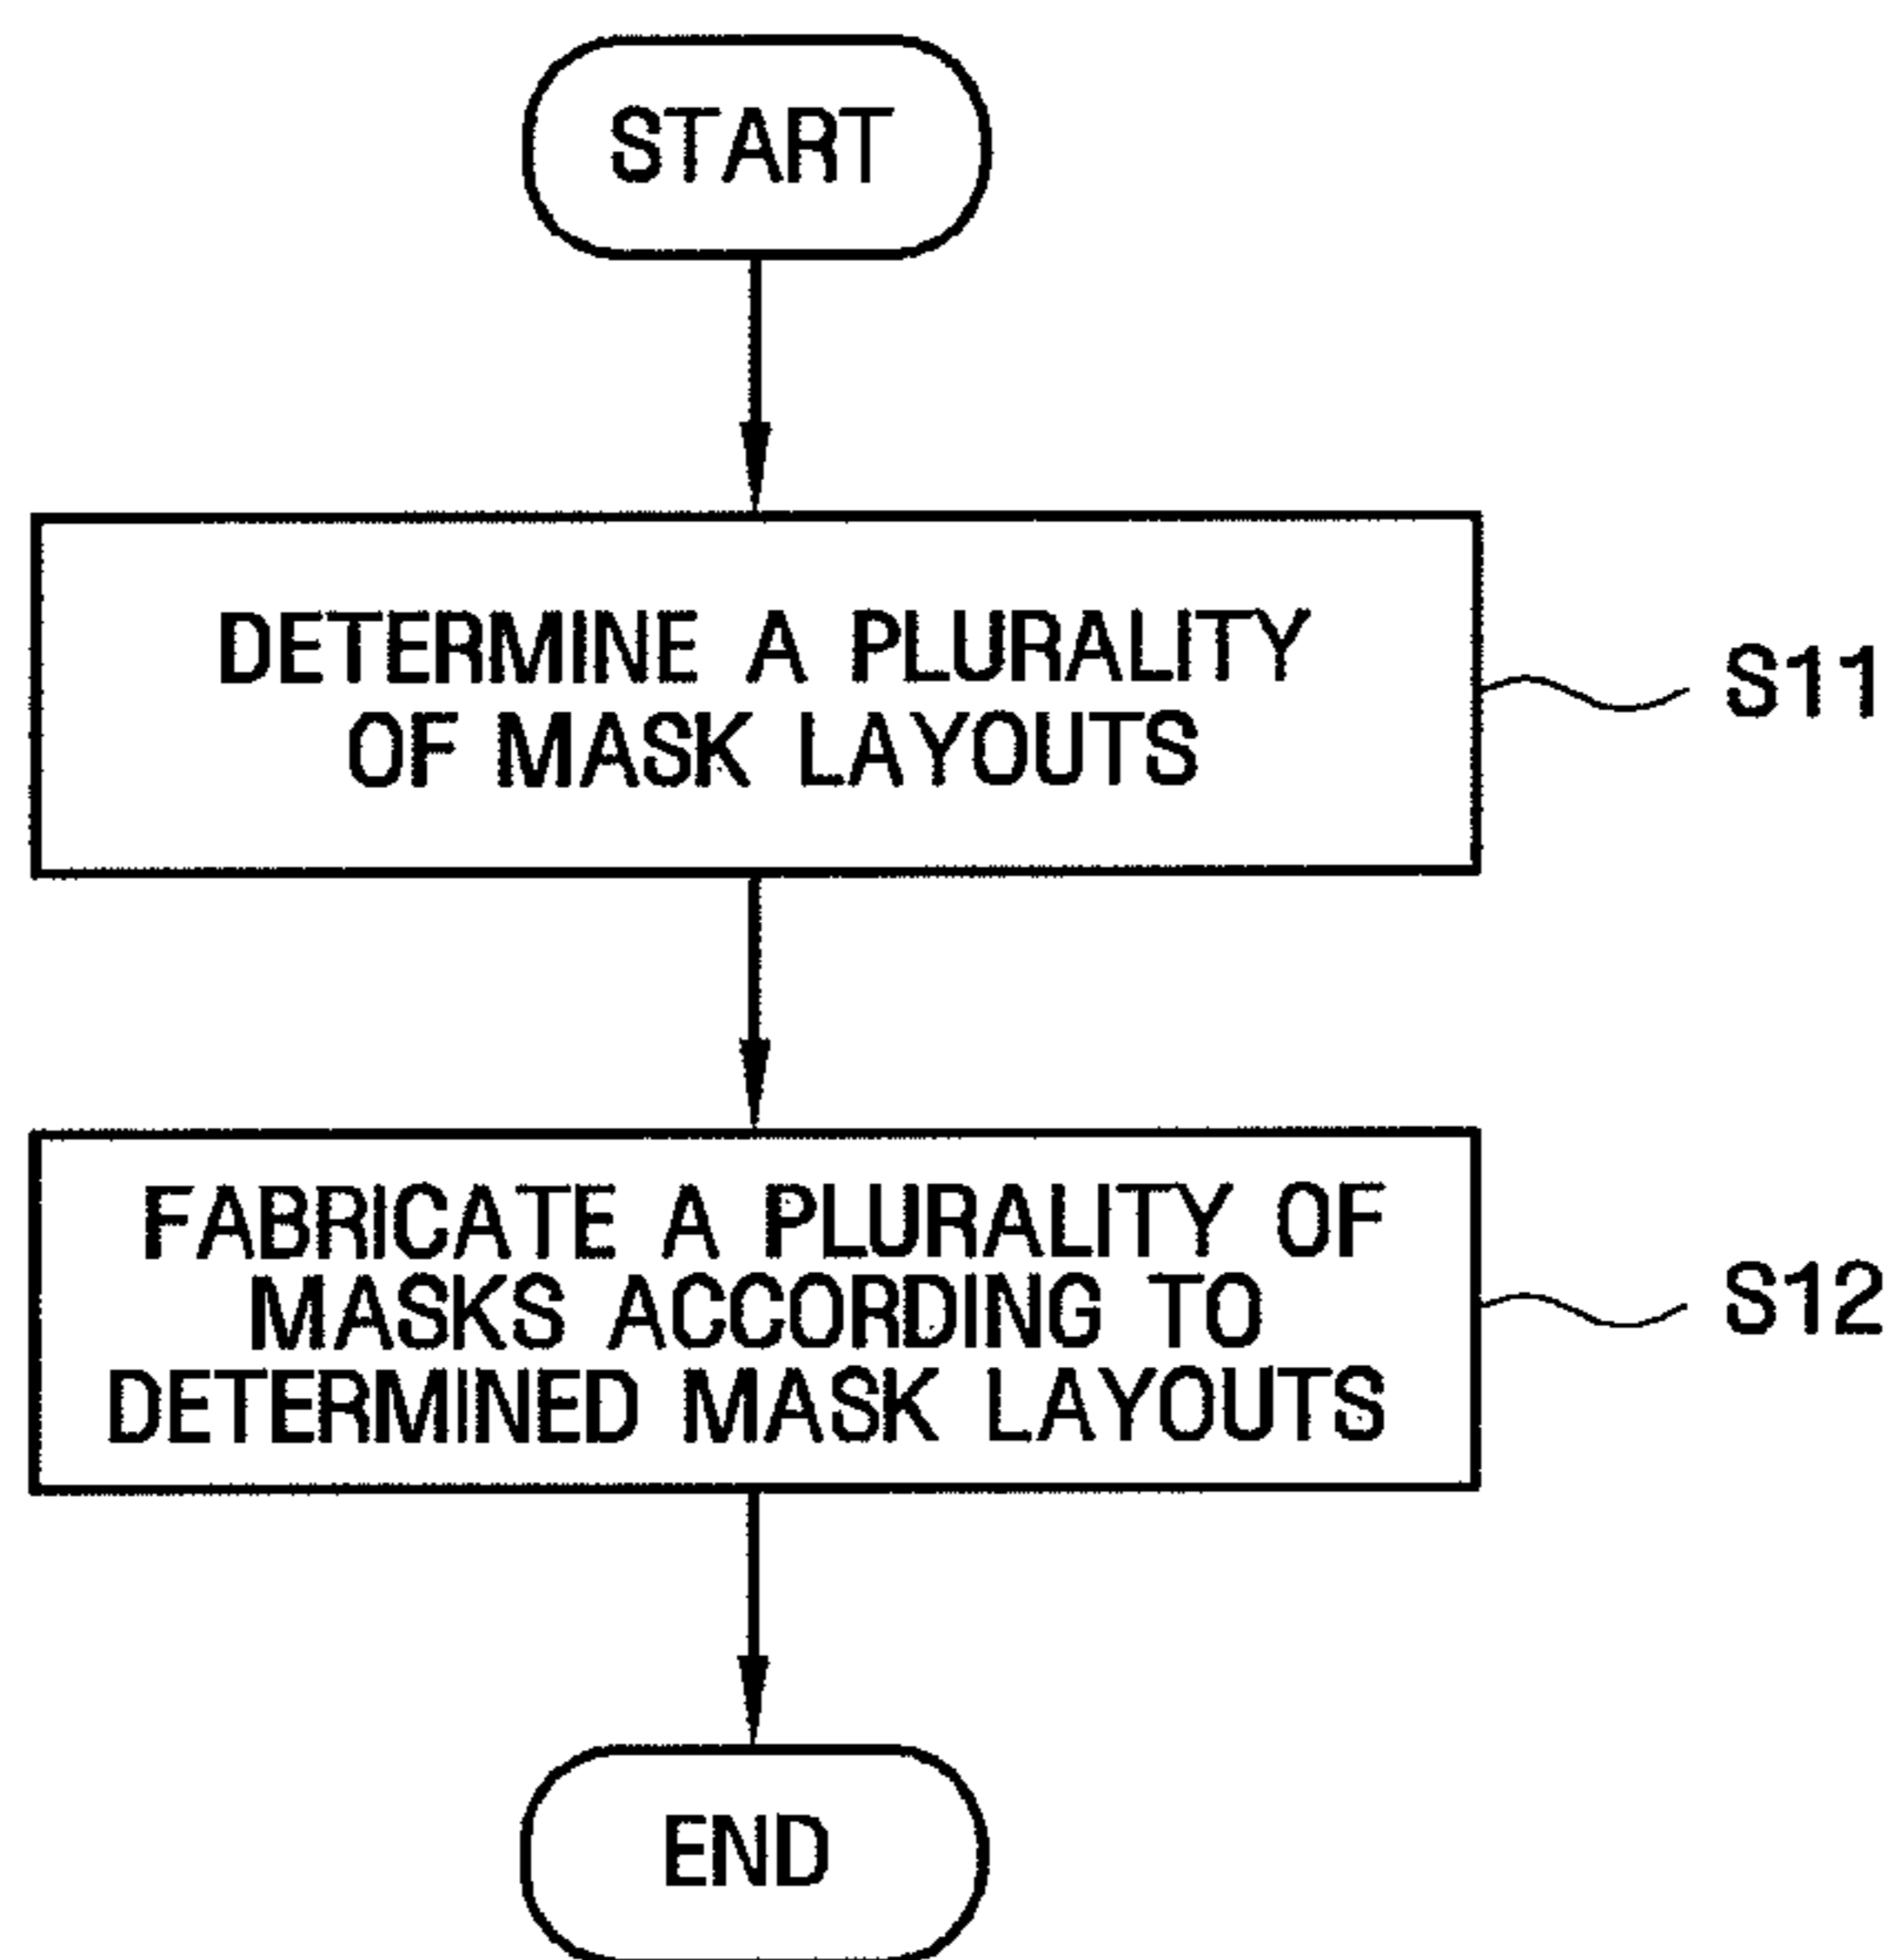 START
DETERMINE A PLURALITY
OF MASK LAYOUTS
S11
FABRICATE A PLURALITY OF
MASKS ACCORDING TO
DETERMINED MASK LAYOUTS
S12
END